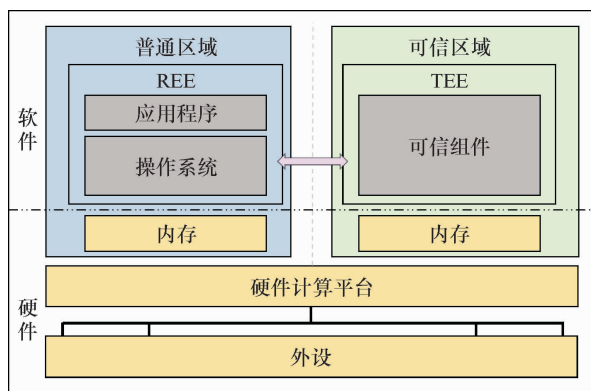 普通区域
可信区域
REE
TEE
应用程序
操作系统
可信组件
软件
内存
内存
硬件计算平台
硬件
外设